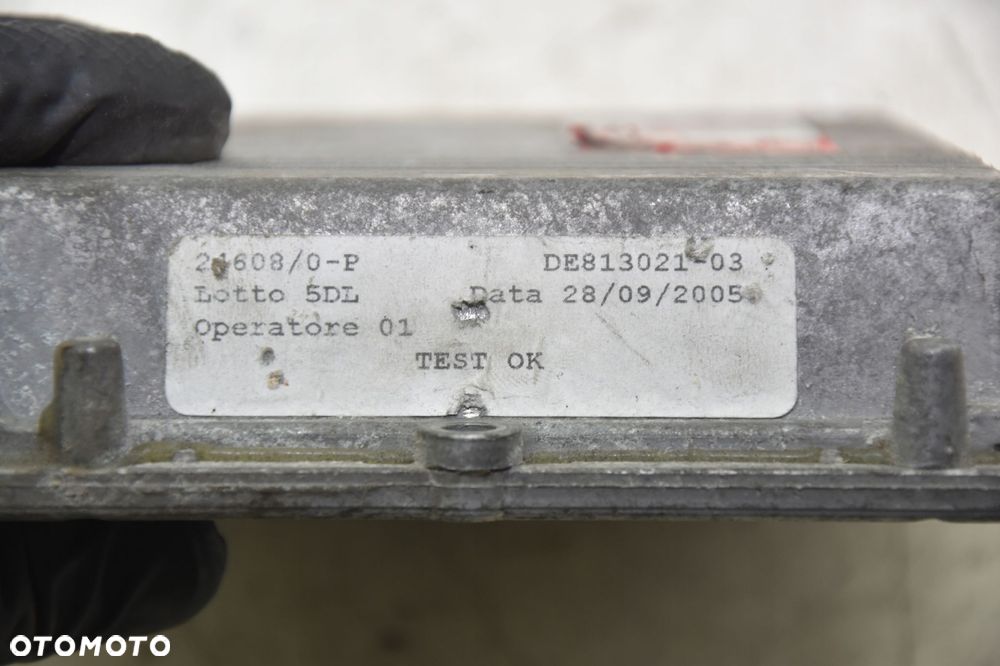 24608/0-P DE813021-03
Lotto 5DL Data 28/09/2005
Operatore 01
TEST OK
OTOMOTO